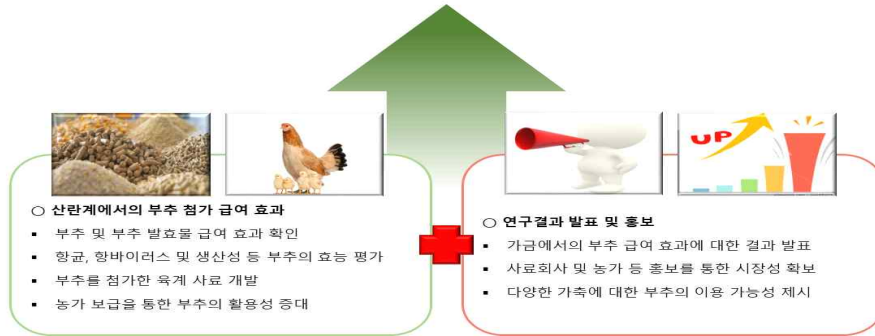 UP
○ 산란계에서의 부추 첨가 급여 효과
▪ 부추 및 부추 발효물 급여 효과 확인
▪ 항균, 항바이러스 및 생산성 등 부추의 효능 평가
▪ 부추를 첨가한 육계 사료 개발
▪ 농가 보급을 통한 부추의 활용성 증대
○ 연구결과 발표 및 홍보
▪ 가금에서의 부추 급여 효과에 대한 결과 발표
▪ 사료회사 및 농가 등 홍보를 통한 시장성 확보
▪ 다양한 가축에 대한 부추의 이용 가능성 제시